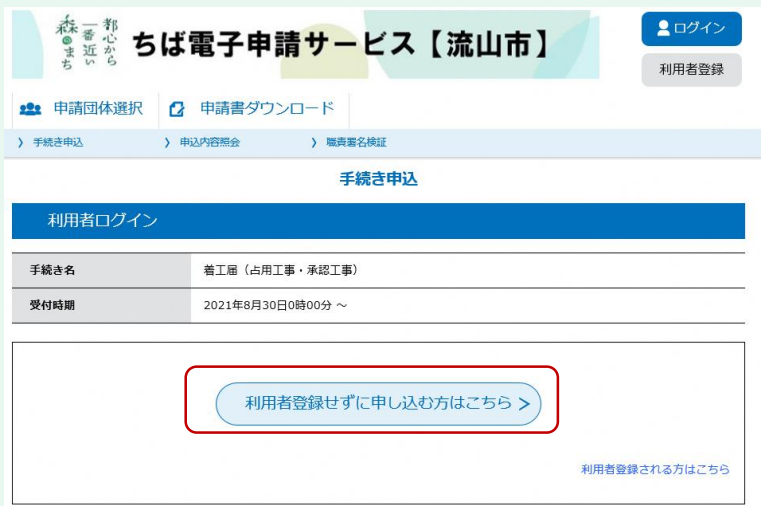 都心から
一番近い
森のまち
ちば電子申請サービス【流山市】
ログイン
利用者登録
申請団体選択
申請書ダウンロード
> 手続き申込
> 申込内容照会
> 職責署名検証
手続き申込
利用者ログイン
手続き名 着工届（占用工事・承認工事）
受付時期 2021年8月30日0時00分 ～
利用者登録せずに申し込む方はこちら >
利用者登録される方はこちら